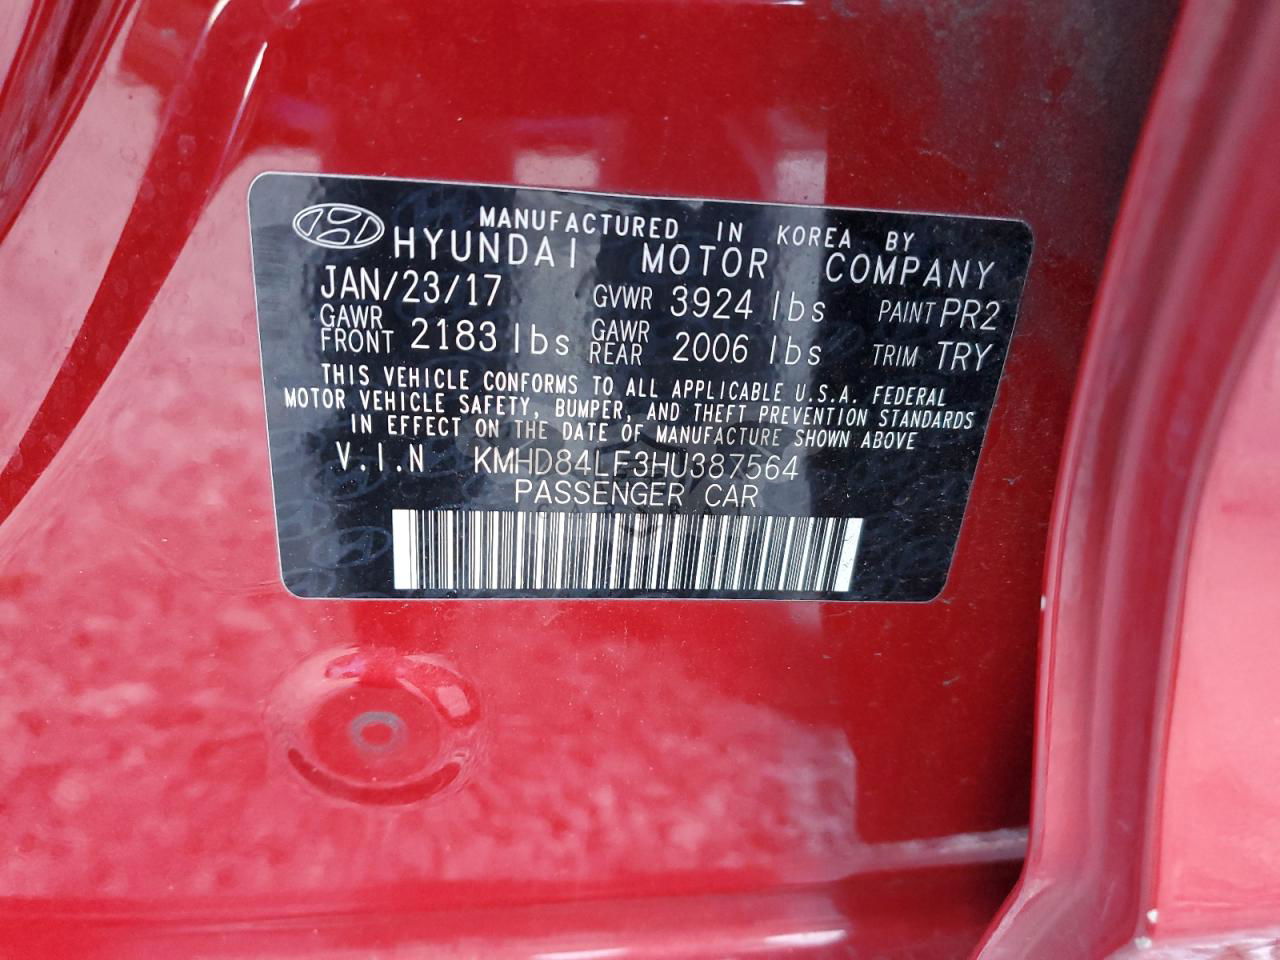 MANUFACTURED IN KOREA BY
HYUNDAI MOTOR COMPANY
JAN/23/17 GVWR 3924 lbs PAINT PR2
GAWR FRONT 2183 lbs GAWR REAR 2006 lbs TRIM TRY
THIS VEHICLE CONFORMS TO ALL APPLICABLE U.S.A. FEDERAL
MOTOR VEHICLE SAFETY, BUMPER, AND THEFT PREVENTION STANDARDS
IN EFFECT ON THE DATE OF MANUFACTURE SHOWN ABOVE
V.I.N KMHD84LF3HU387564
PASSENGER CAR